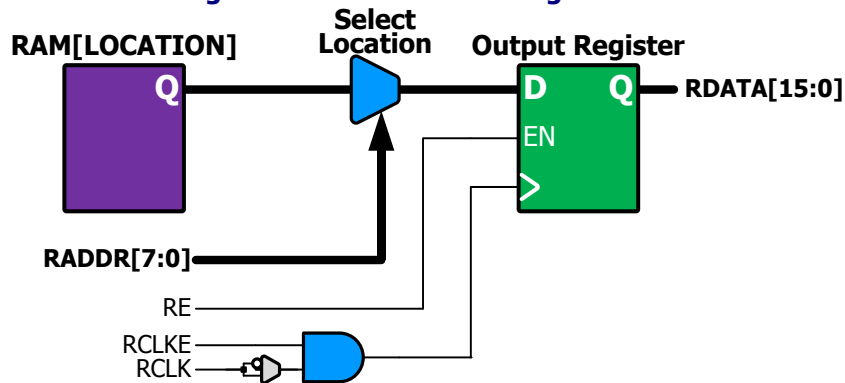 Select
Location
RAM[LOCATION]
Output Register
Q
D
Q
RDATA[15:0]
EN
RADDR[7:0]
RE
RCLKE
RCLK